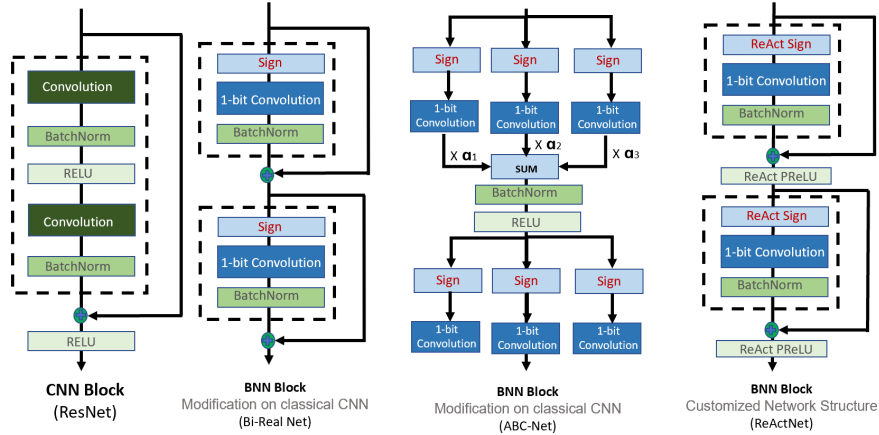 Convolution
BatchNorm
RELU
Convolution
BatchNorm
RELU
CNN Block
(ResNet)
Sign
1-bit Convolution
BatchNorm
Sign
1-bit Convolution
BatchNorm
BNN Block
Modification on classical CNN
(Bi-Real Net)
Sign Sign Sign
1-bit Convolution
1-bit Convolution
1-bit Convolution
X α1
X α2
X α3
SUM
BatchNorm
RELU
Sign Sign Sign
1-bit Convolution
1-bit Convolution
1-bit Convolution
BNN Block
Modification on classical CNN
(ABC-Net)
ReAct Sign
1-bit Convolution
BatchNorm
ReAct PReLU
ReAct Sign
1-bit Convolution
BatchNorm
ReAct PReLU
BNN Block
Customized Network Structure
(ReActNet)